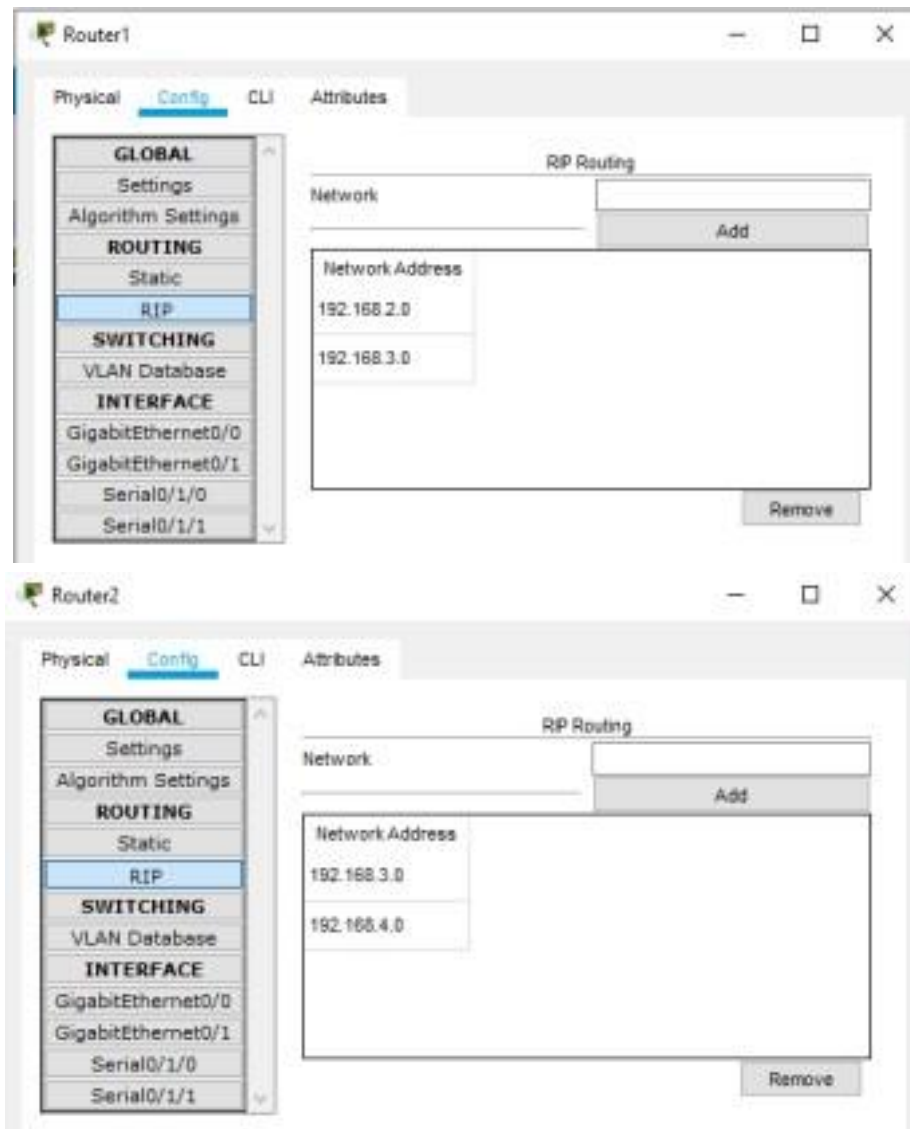 Router1
Physical Config CLI Attributes
GLOBAL
Settings
Algorithm Settings
ROUTING
Static
RIP
SWITCHING
VLAN Database
INTERFACE
GigabitEthernet0/0
GigabitEthernet0/1
Serial0/1/0
Serial0/1/1
RIP Routing
Network
Add
Network Address
192.168.2.0
192.168.3.0
Remove
Router2
Physical Config CLI Attributes
GLOBAL
Settings
Algorithm Settings
ROUTING
Static
RIP
SWITCHING
VLAN Database
INTERFACE
GigabitEthernet0/0
GigabitEthernet0/1
Serial0/1/0
Serial0/1/1
RIP Routing
Network
Add
Network Address
192.168.3.0
192.168.4.0
Remove